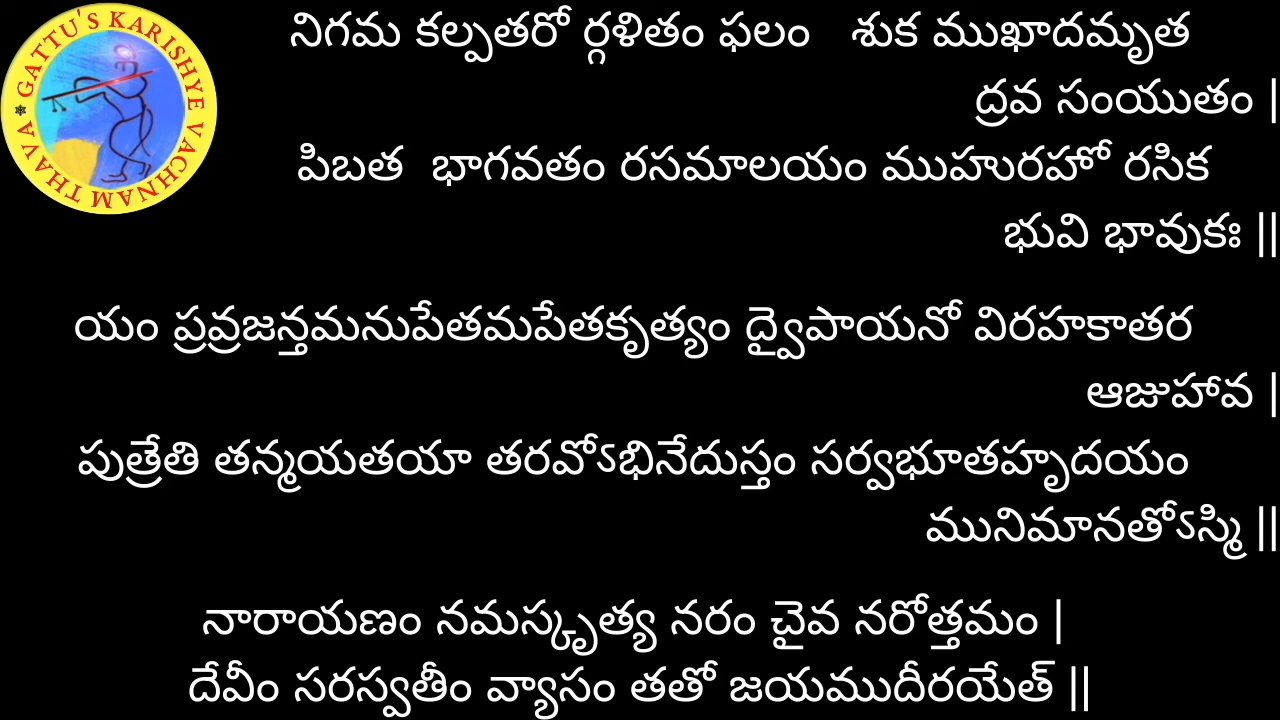 GATTU'S KARISHYE VACHNAM THAVA
నిగమ కల్పతరో ర్గళితం ఫలం శుక ముఖాదమృత
ద్రవ సంయుతం |
పిబత భాగవతం రసమాలయం ముహురహో రసిక
భువి భావుకః ||
యం ప్రవ్రజన్తమనుపేతమపేతకృత్యం ద్వైపాయనో విరహకాతర
ఆజుహావ |
పుత్రేతి తన్మయతయా తరవోఽభినేదుస్తం సర్వభూతహృదయం
మునిమానతోఽస్మి ||
నారాయణం నమస్కృత్య నరం చైవ నరోత్తమం |
దేవీం సరస్వతీం వ్యాసం తతో జయముదీరయేత్ ||